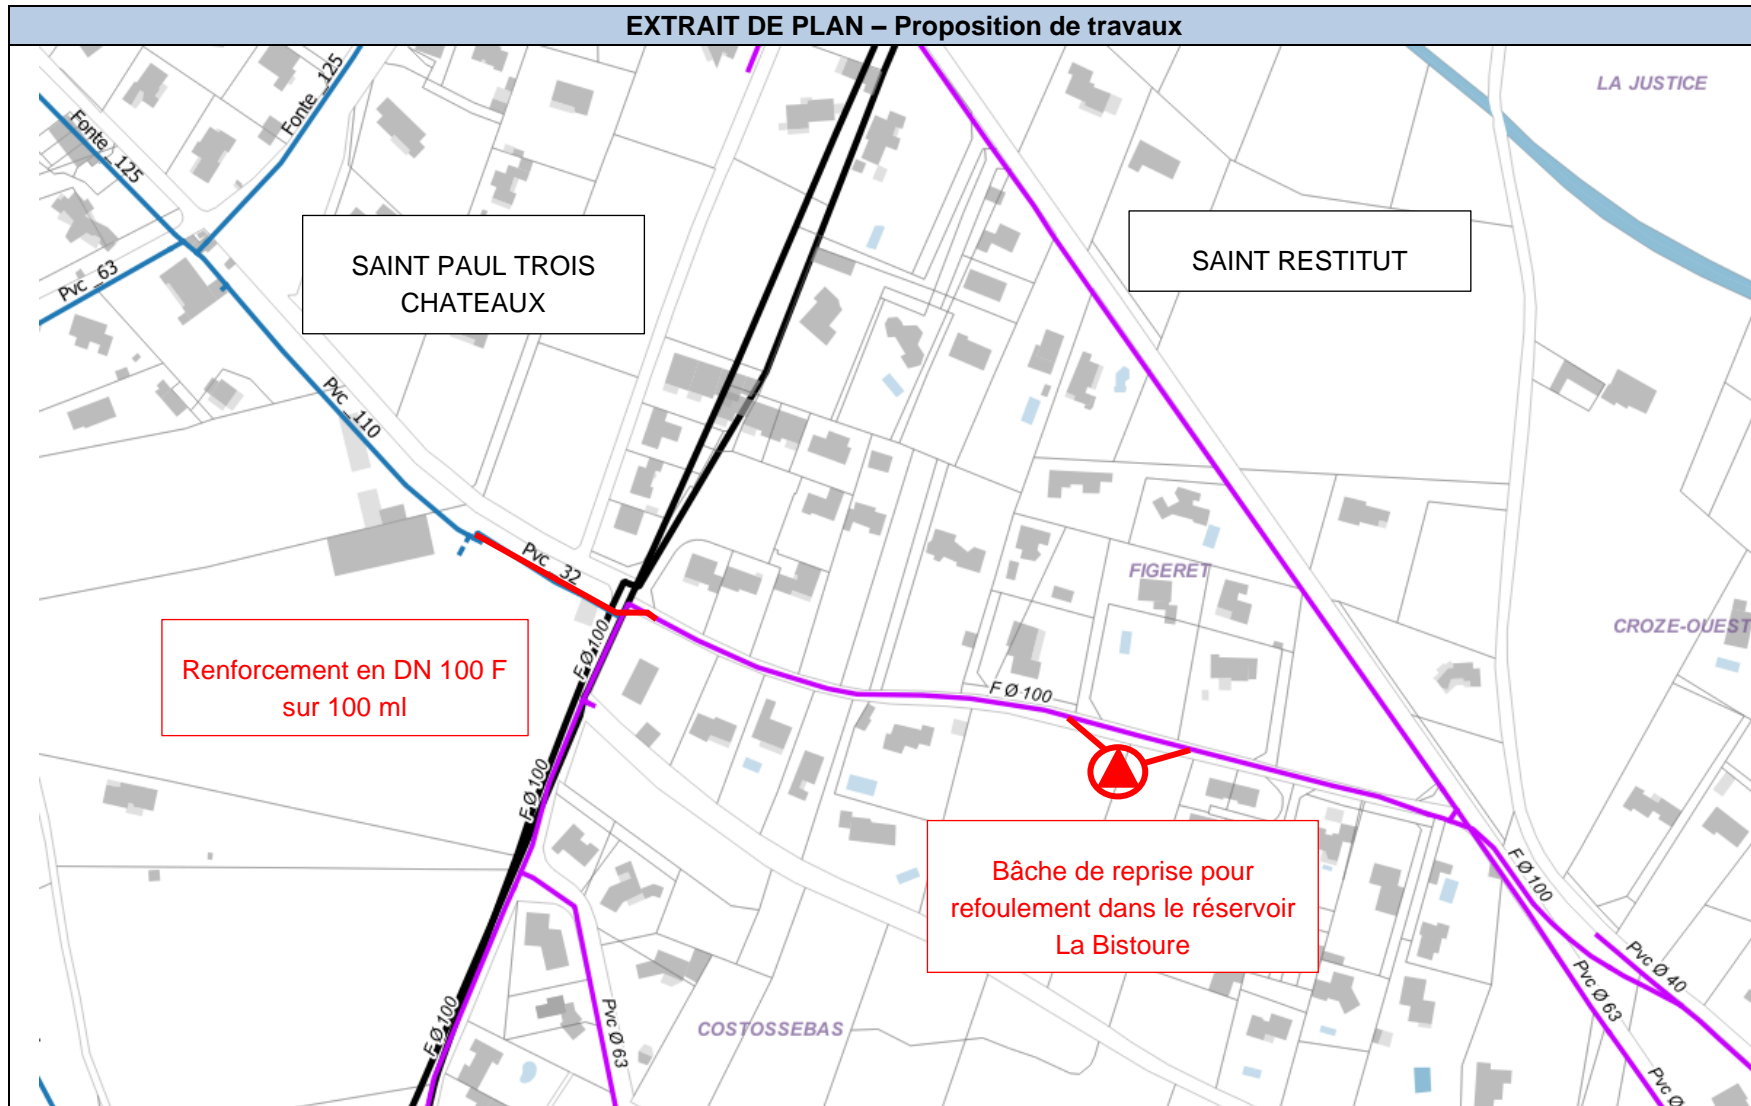 EXTRAIT DE PLAN – Proposition de travaux
LA JUSTICE
Fonte_125
Fonte_125
SAINT PAUL TROIS
CHATEAUX
SAINT RESTITUT
Pvc_63
Pvc_110
Pvc_32
FIGERET
CROZE-OUEST
Renforcement en DN 100 F
sur 100 ml
F Ø 100
F Ø 100
F Ø 100
Bâche de reprise pour
refoulement dans le réservoir
La Bistoure
F Ø 100
Pvc Ø 40
Pvc Ø 63
F Ø 100
Pvc Ø 63
COSTOSSEBAS
Pvc Ø